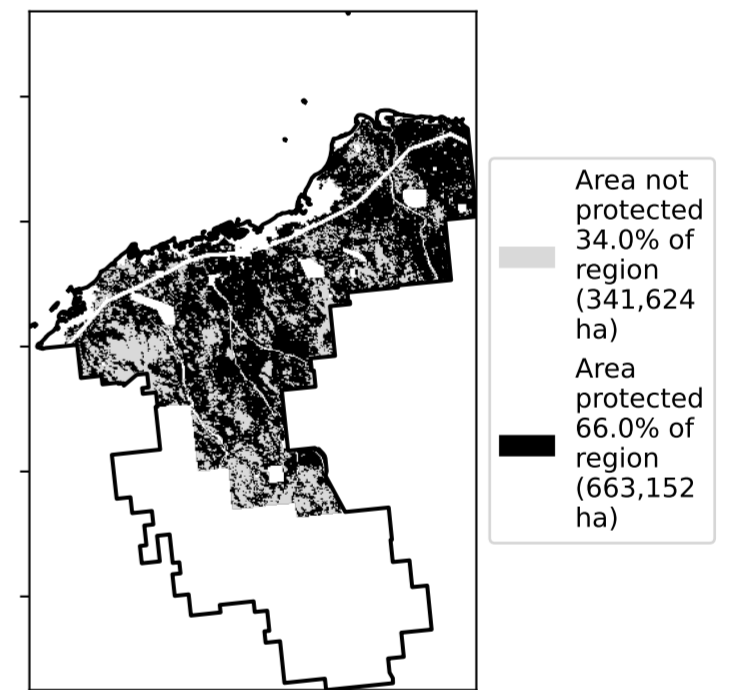 Area not
protected
34.0% of
region
(341,624
ha)
Area
protected
66.0% of
region
(663,152
ha)